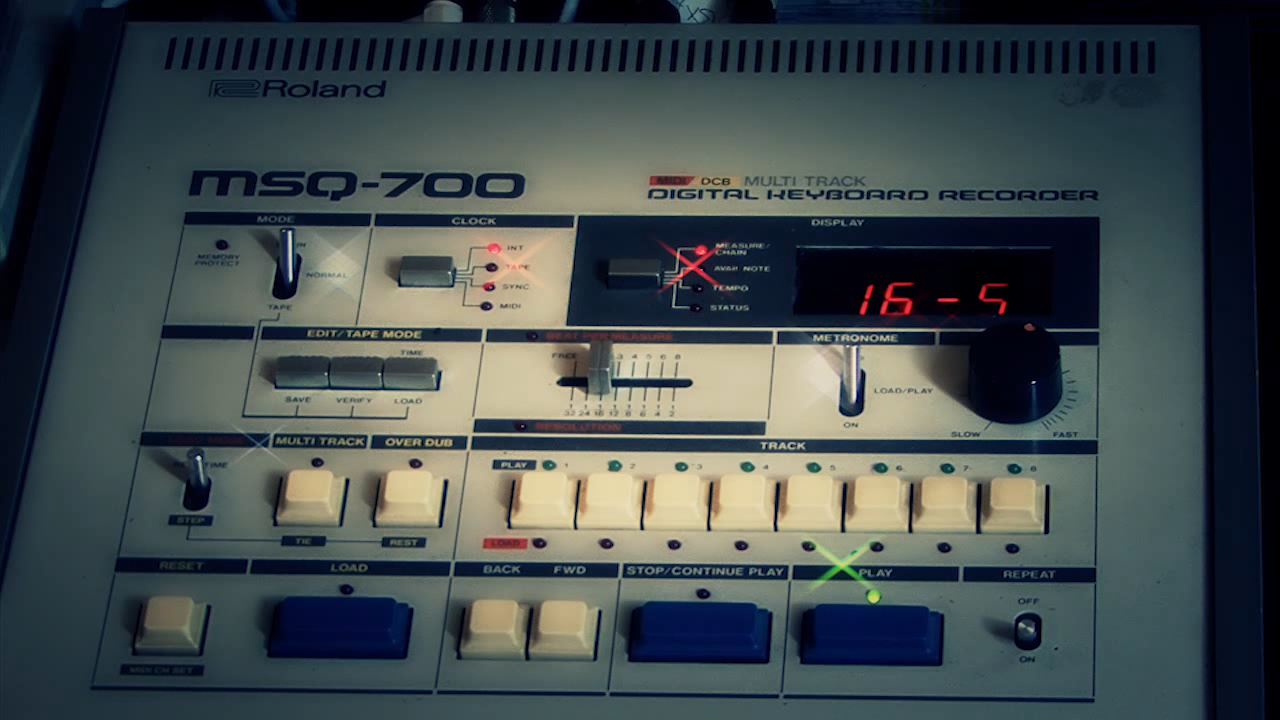 Roland
MSQ-700
MIDI DCB MULTI TRACK
DIGITAL KEYBOARD RECORDER
MODE
CLOCK
DISPLAY
MEMORY
PROTECT
IN
NORMAL
TAPE
INT
TAPE
SYNC
MIDI
MEASURE/
CHAIN
AVAIL NOTE
TEMPO
STATUS
16-5
EDIT/TAPE MODE
TIME
SAVE VERIFY LOAD
BEAT PER MEASURE
FREE 3 4 5 6 8
32 24 16 12 8 6 4 2
RESOLUTION
METRONOME
LOAD/PLAY
ON
SLOW FAST
LOAD MODE
TIME
STEP
MULTI TRACK
OVER DUB
TIE
REST
TRACK
PLAY 1 2 3 4 5 6 7 8
LOAD
RESET
LOAD
BACK FWD
STOP/CONTINUE PLAY
PLAY
REPEAT
OFF
ON
MIDI CH SET